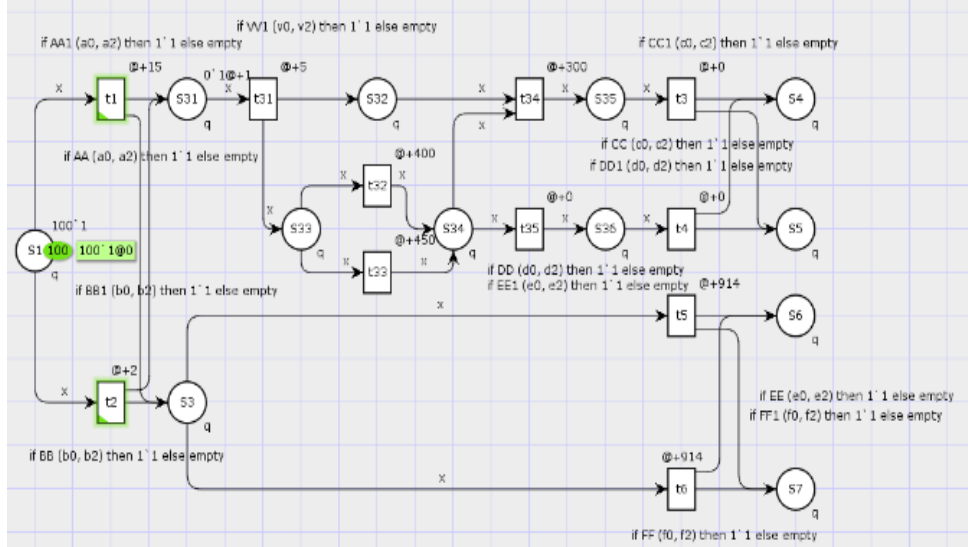 if VV1 (v0, v2) then 1`1 else empty
if AA1 (a0, a2) then 1`1 else empty
if CC1 (c0, c2) then 1`1 else empty
@+15
0`1@+1
@+5
@+300
@+0
x
t1
S31
x
t31
S32
x
t34
x
S35
x
t3
S4
q
q
x
q
q
if AA (a0, a2) then 1`1 else empty
if CC (c0, c2) then 1`1 else empty
if DD1 (d0, d2) then 1`1 else empty
@+400
x
t32
x
@+0
@+0
100`1
x
S1
100
100`1@0
q
S33
q
S34
q
x
t35
x
S36
q
x
t4
S5
q
@+450
x
t33
x
if DD (d0, d2) then 1`1 else empty
if EE1 (e0, e2) then 1`1 else empty
if BB1 (b0, b2) then 1`1 else empty
@+914
x
t5
S6
q
@+2
x
t2
S3
q
if EE (e0, e2) then 1`1 else empty
if FF1 (f0, f2) then 1`1 else empty
if BB (b0, b2) then 1`1 else empty
@+914
x
t6
S7
q
if FF (f0, f2) then 1`1 else empty